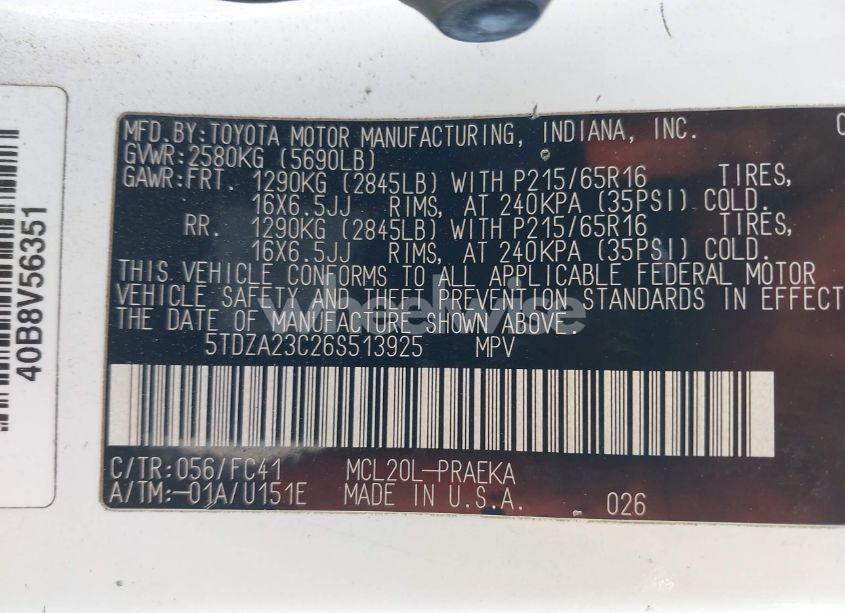 MFD.BY:TOYOTA MOTOR MANUFACTURING, INDIANA, INC.
GVWR:2580KG (5690LB)
GAWR:FRT. 1290KG (2845LB) WITH P215/65R16 TIRES,
16X6.5JJ RIMS, AT 240KPA (35PSI) COLD.
RR. 1290KG (2845LB) WITH P215/65R16 TIRES,
16X6.5JJ RIMS, AT 240KPA (35PSI) COLD.
THIS VEHICLE CONFORMS TO ALL APPLICABLE FEDERAL MOTOR
VEHICLE SAFETY AND THEFT PREVENTION STANDARDS IN EFFECT
THE DATE OF MANUFACTURE SHOWN ABOVE.
5TDZA23C26S513925 MPV
C/TR:056/FC41 MCL20L-PRAEKA
A/TM:-01A/U151E MADE IN U.S.A. 026
40B8V56351
wheelwise